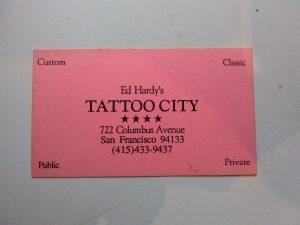 Custom Classic
Ed Hardy's
TATTOO CITY
★★★★
722 Columbus Avenue
San Francisco 94133
(415)433-9437
Public Private